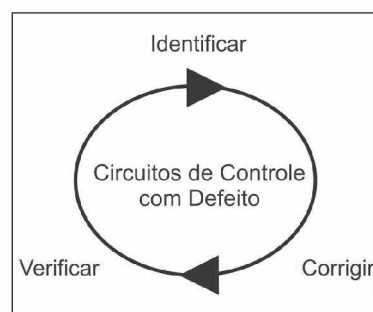 Identificar
Circuitos de Controle
com Defeito
Verificar
Corrigir